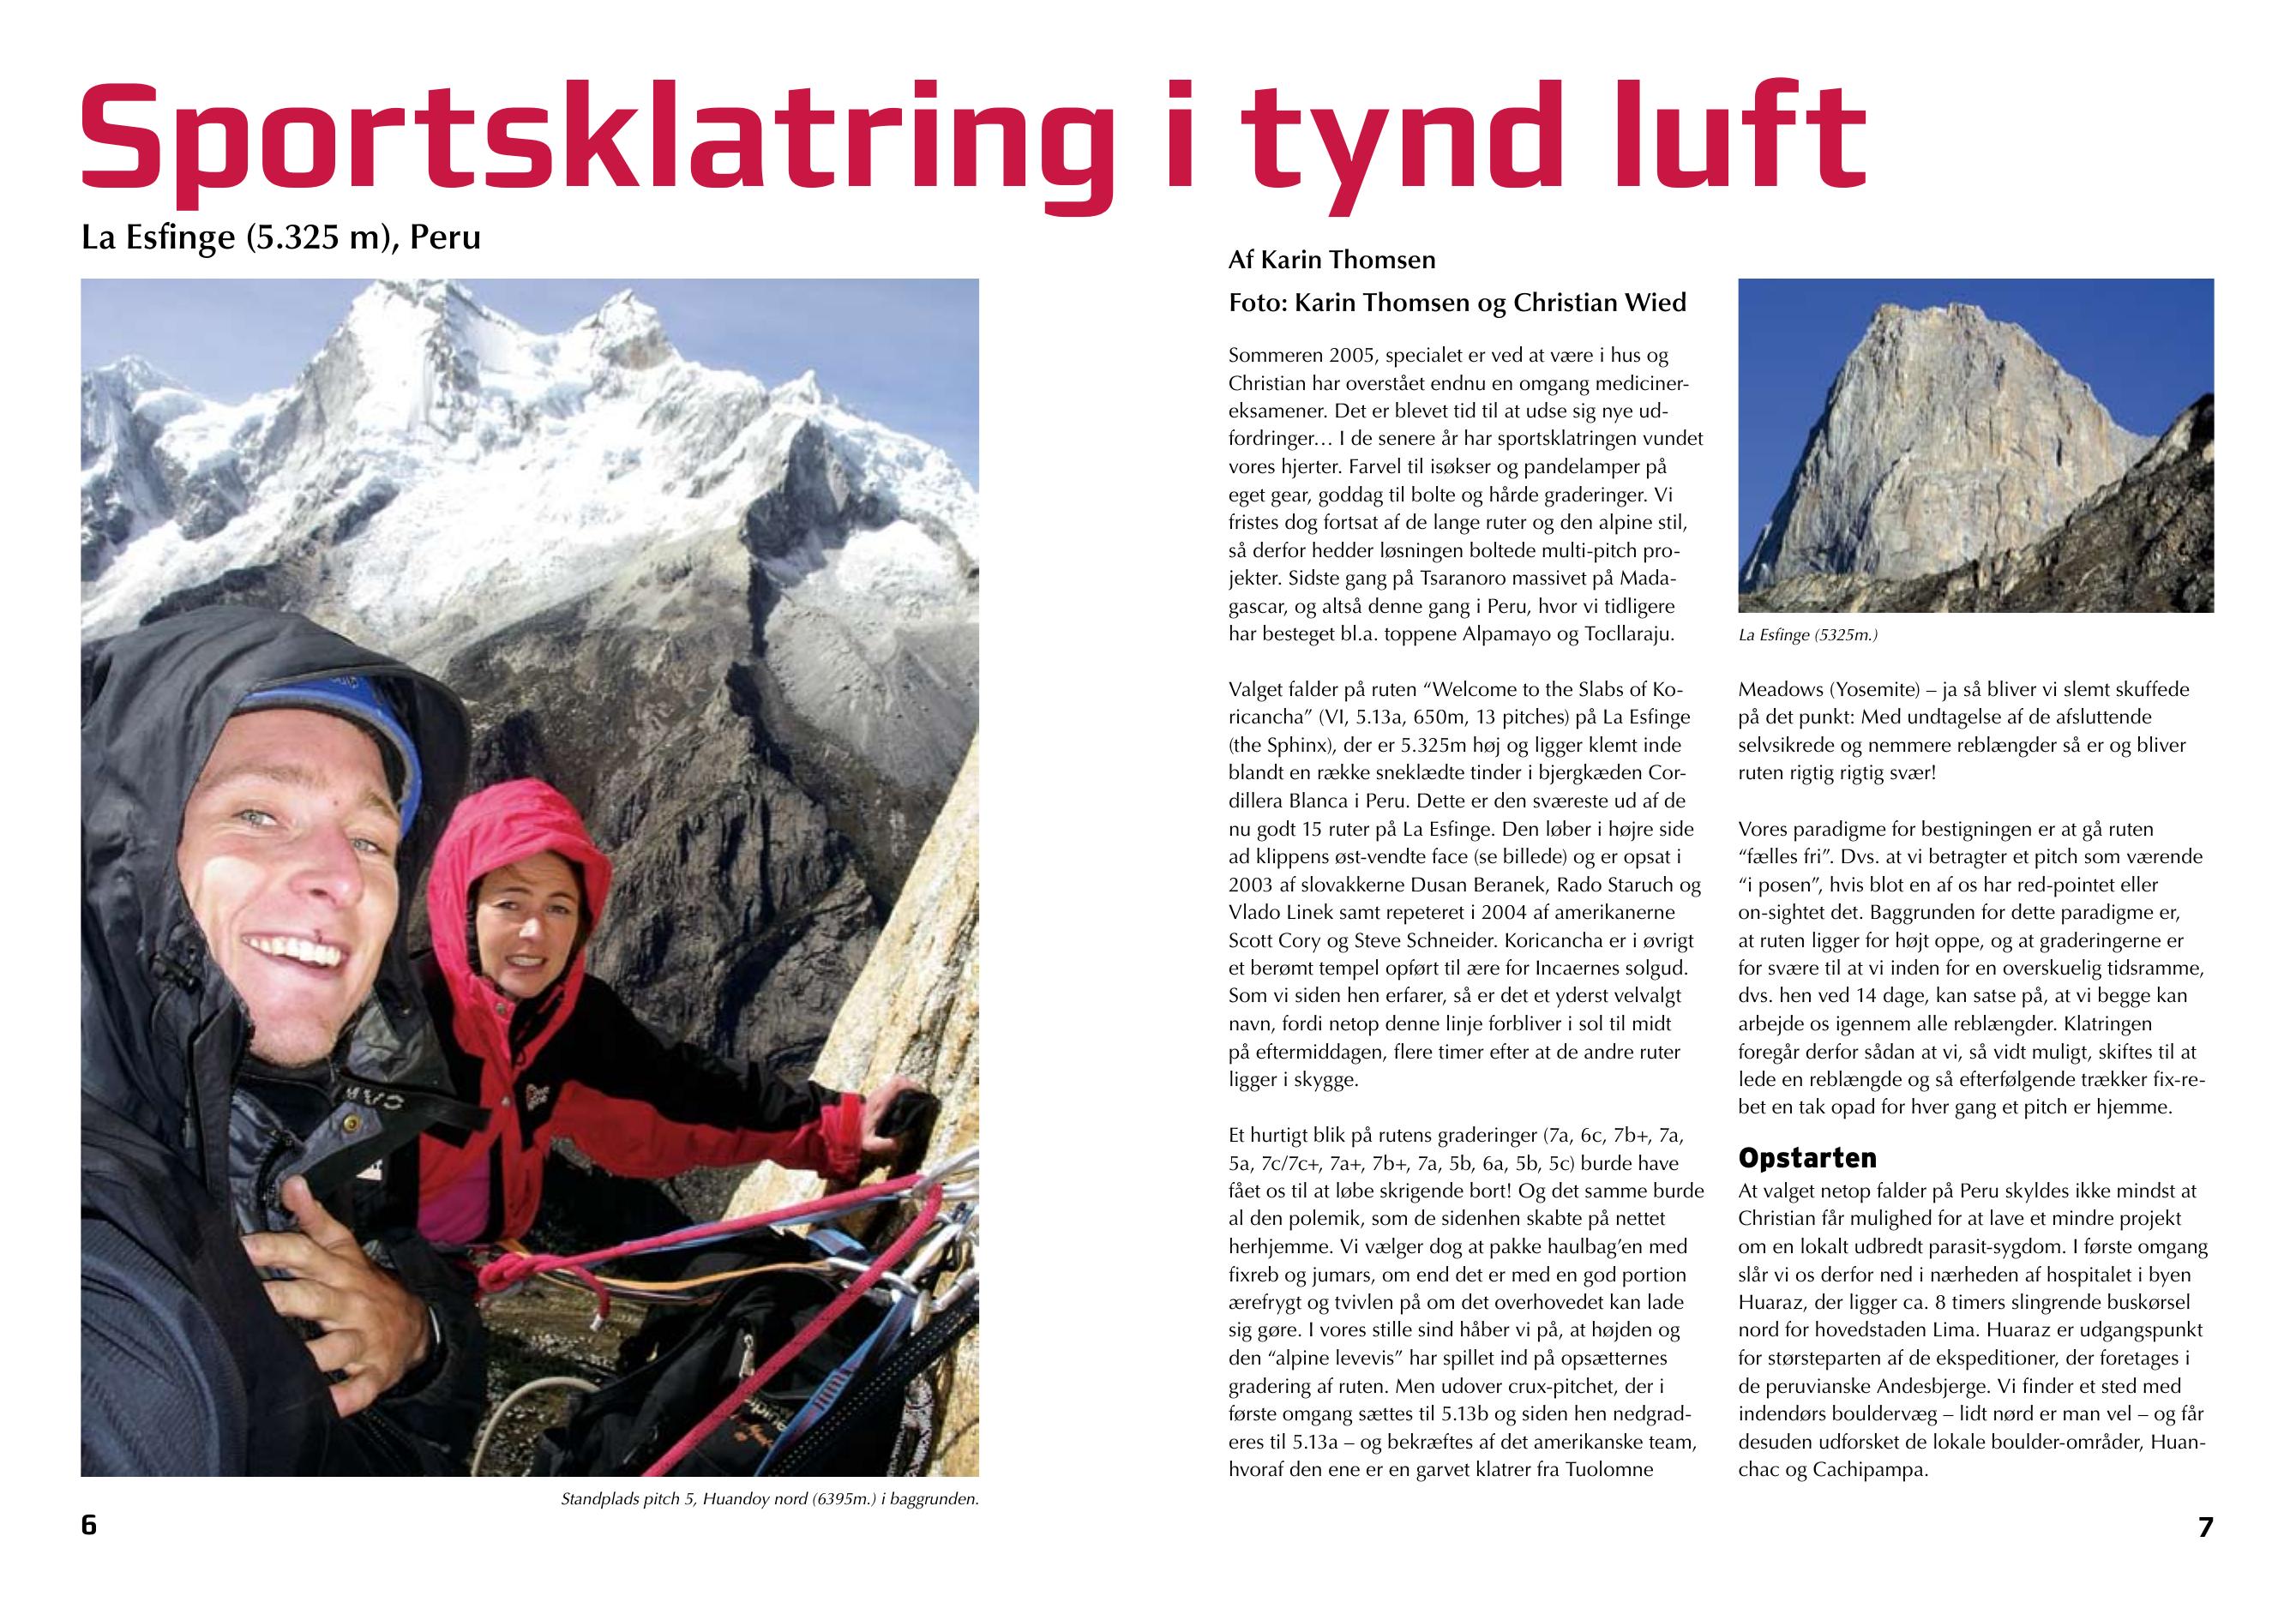 Sportsklatring i tynd luft
La Esfinge (5.325 m), Peru
Standplads pitch 5, Huandoy nord (6395m.) i baggrunden.
6
Af Karin Thomsen
Foto: Karin Thomsen og Christian Wied
Sommeren 2005, specialet er ved at være i hus og
Christian har overstået endnu en omgang mediciner-
eksamener. Det er blevet tid til at udse sig nye ud-
fordringer… I de senere år har sportsklatringen vundet
vores hjerter. Farvel til isøkser og pandelamper på
eget gear, goddag til bolte og hårde graderinger. Vi
fristes dog fortsat af de lange ruter og den alpine stil,
så derfor hedder løsningen boltede multi-pitch pro-
jekter. Sidste gang på Tsaranoro massivet på Mada-
gascar, og altså denne gang i Peru, hvor vi tidligere
har besteget bl.a. toppene Alpamayo og Tocllaraju.
Valget falder på ruten “Welcome to the Slabs of Ko-
ricancha” (VI, 5.13a, 650m, 13 pitches) på La Esfinge
(the Sphinx), der er 5.325m høj og ligger klemt inde
blandt en række sneklædte tinder i bjergkæden Cor-
dillera Blanca i Peru. Dette er den sværeste ud af de
nu godt 15 ruter på La Esfinge. Den løber i højre side
ad klippens øst-vendte face (se billede) og er opsat i
2003 af slovakkerne Dusan Beranek, Rado Staruch og
Vlado Linek samt repeteret i 2004 af amerikanerne
Scott Cory og Steve Schneider. Koricancha er i øvrigt
et berømt tempel opført til ære for Incaernes solgud.
Som vi siden hen erfarer, så er det et yderst velvalgt
navn, fordi netop denne linje forbliver i sol til midt
på eftermiddagen, flere timer efter at de andre ruter
ligger i skygge.
Et hurtigt blik på rutens graderinger (7a, 6c, 7b+, 7a,
5a, 7c/7c+, 7a+, 7b+, 7a, 5b, 6a, 5b, 5c) burde have
fået os til at løbe skrigende bort! Og det samme burde
al den polemik, som de sidenhen skabte på nettet
herhjemme. Vi vælger dog at pakke haulbag’en med
fixreb og jumars, om end det er med en god portion
ærefrygt og tvivlen på om det overhovedet kan lade
sig gøre. I vores stille sind håber vi på, at højden og
den “alpine levevis” har spillet ind på opsætternes
gradering af ruten. Men udover crux-pitchet, der i
første omgang sættes til 5.13b og siden hen nedgrad-
eres til 5.13a – og bekræftes af det amerikanske team,
hvoraf den ene er en garvet klatrer fra Tuolomne
La Esfinge (5325m.)
Meadows (Yosemite) – ja så bliver vi slemt skuffede
på det punkt: Med undtagelse af de afsluttende
selvsikrede og nemmere reblængder så er og bliver
ruten rigtig rigtig svær!
Vores paradigme for bestigningen er at gå ruten
“fælles fri”. Dvs. at vi betragter et pitch som værende
“i posen”, hvis blot en af os har red-pointet eller
on-sightet det. Baggrunden for dette paradigme er,
at ruten ligger for højt oppe, og at graderingerne er
for svære til at vi inden for en overskuelig tidsramme,
dvs. hen ved 14 dage, kan satse på, at vi begge kan
arbejde os igennem alle reblængder. Klatringen
foregår derfor sådan at vi, så vidt muligt, skiftes til at
lede en reblængde og så efterfølgende trækker fix-re-
bet en tak opad for hver gang et pitch er hjemme.
Opstarten
At valget netop falder på Peru skyldes ikke mindst at
Christian får mulighed for at lave et mindre projekt
om en lokalt udbredt parasit-sygdom. I første omgang
slår vi os derfor ned i nærheden af hospitalet i byen
Huaraz, der ligger ca. 8 timers slingrende buskørsel
nord for hovedstaden Lima. Huaraz er udgangspunkt
for størsteparten af de ekspeditioner, der foretages i
de peruvianske Andesbjerge. Vi finder et sted med
indendørs bouldervæg – lidt nørd er man vel – og får
desuden udforsket de lokale boulder-områder, Huan-
chac og Cachipampa.
7